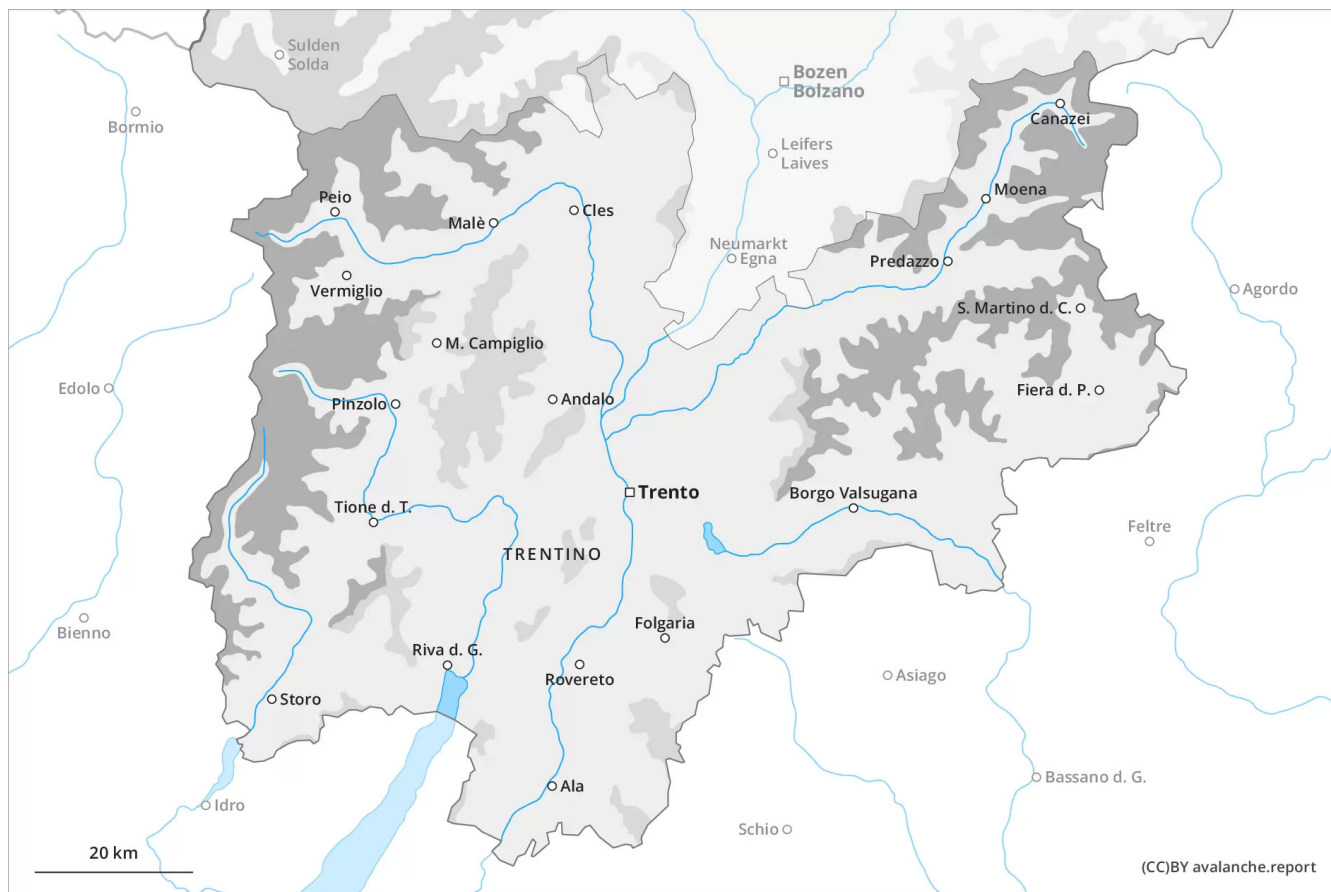 Sulden
Solda
Bozen
Bolzano
Bormio
Canazei
Leifers
Laives
Peio
Moena
Malè
Cles
Neumarkt
Egna
Predazzo
Vermiglio
Agordo
S. Martino d. C.
M. Campiglio
Edolo
Fiera d. P.
Pinzolo
Andalo
Trento
Borgo Valsugana
Tione d. T.
Feltre
TRENTINO
Bienno
Folgaria
Riva d. G.
Rovereto
Asiago
Storo
Bassano d. G.
Ala
Idro
Schio
20 km
(CC)BY avalanche.report